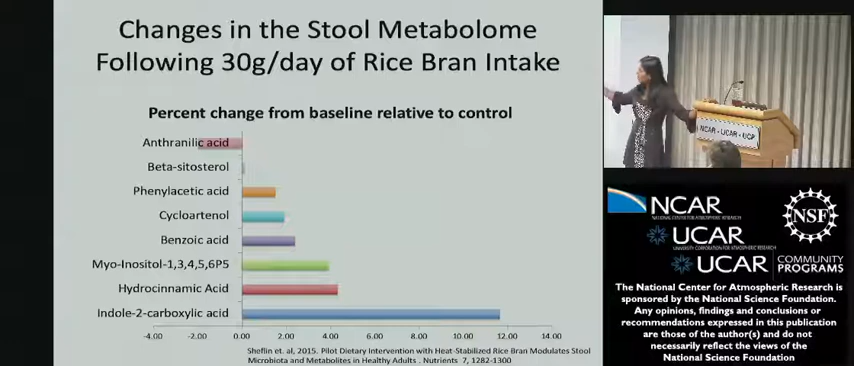 Changes in the Stool Metabolome
Following 30g/day of Rice Bran Intake
Percent change from baseline relative to control
Anthranilic acid
Beta-sitosterol
Phenylacetic acid
Cycloartenol
Benzoic acid
Myo-Inositol-1,3,4,5,6P5
Hydrocinnamic Acid
Indole-2-carboxylic acid
-4.00 -2.00 0.00 2.00 4.00 6.00 8.00 10.00 12.00 14.00
Sheflin et. al, 2015. Pilot Dietary Intervention with Heat-Stabilized Rice Bran Modulates Stool
Microbiota and Metabolites in Healthy Adults . Nutrients 7, 1282-1300
NCAR - UCAR - UCP
NCAR
NATIONAL CENTER FOR ATMOSPHERIC RESEARCH
NSF
UCAR
UNIVERSITY CORPORATION FOR ATMOSPHERIC RESEARCH
UCAR
COMMUNITY
PROGRAMS
The National Center for Atmospheric Research is
sponsored by the National Science Foundation.
Any opinions, findings and conclusions or
recommendations expressed in this publication
are those of the author(s) and do not
necessarily reflect the views of the
National Science Foundation